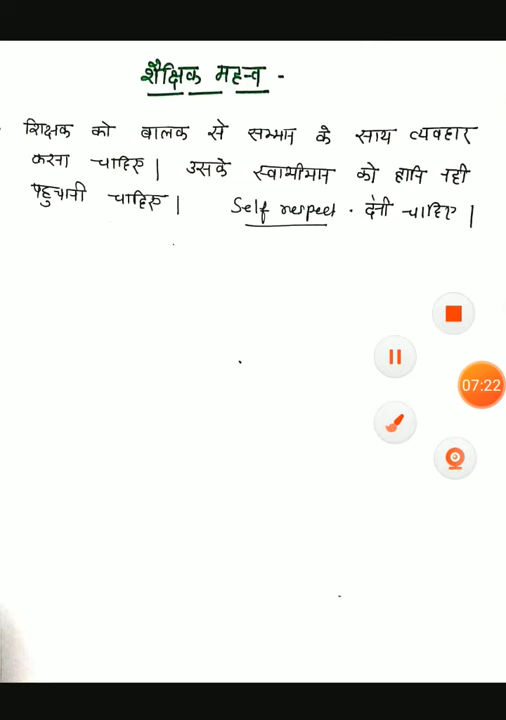 शैक्षिक महत्व -
शिक्षक को बालक से सम्मान के साथ व्यवहार
करना चाहिए | उसके स्वाभीमान को हानि नही
पहुचानी चाहिए | Self respect . देनी चाहिए |
07:22